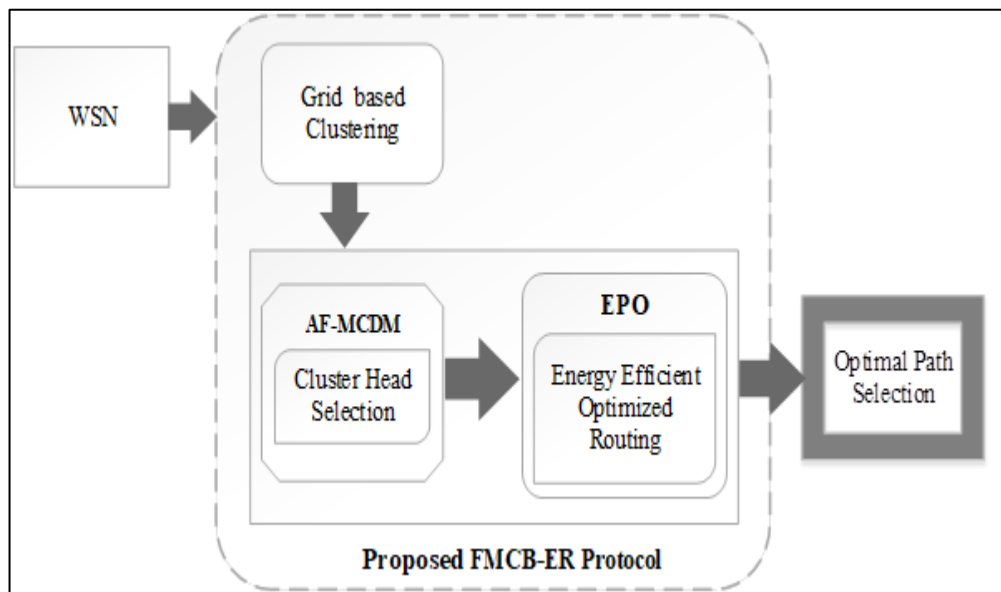 WSN
Grid based
Clustering
AF-MCDM
Cluster Head
Selection
EPO
Energy Efficient
Optimized
Routing
Optimal Path
Selection
Proposed FMCB-ER Protocol